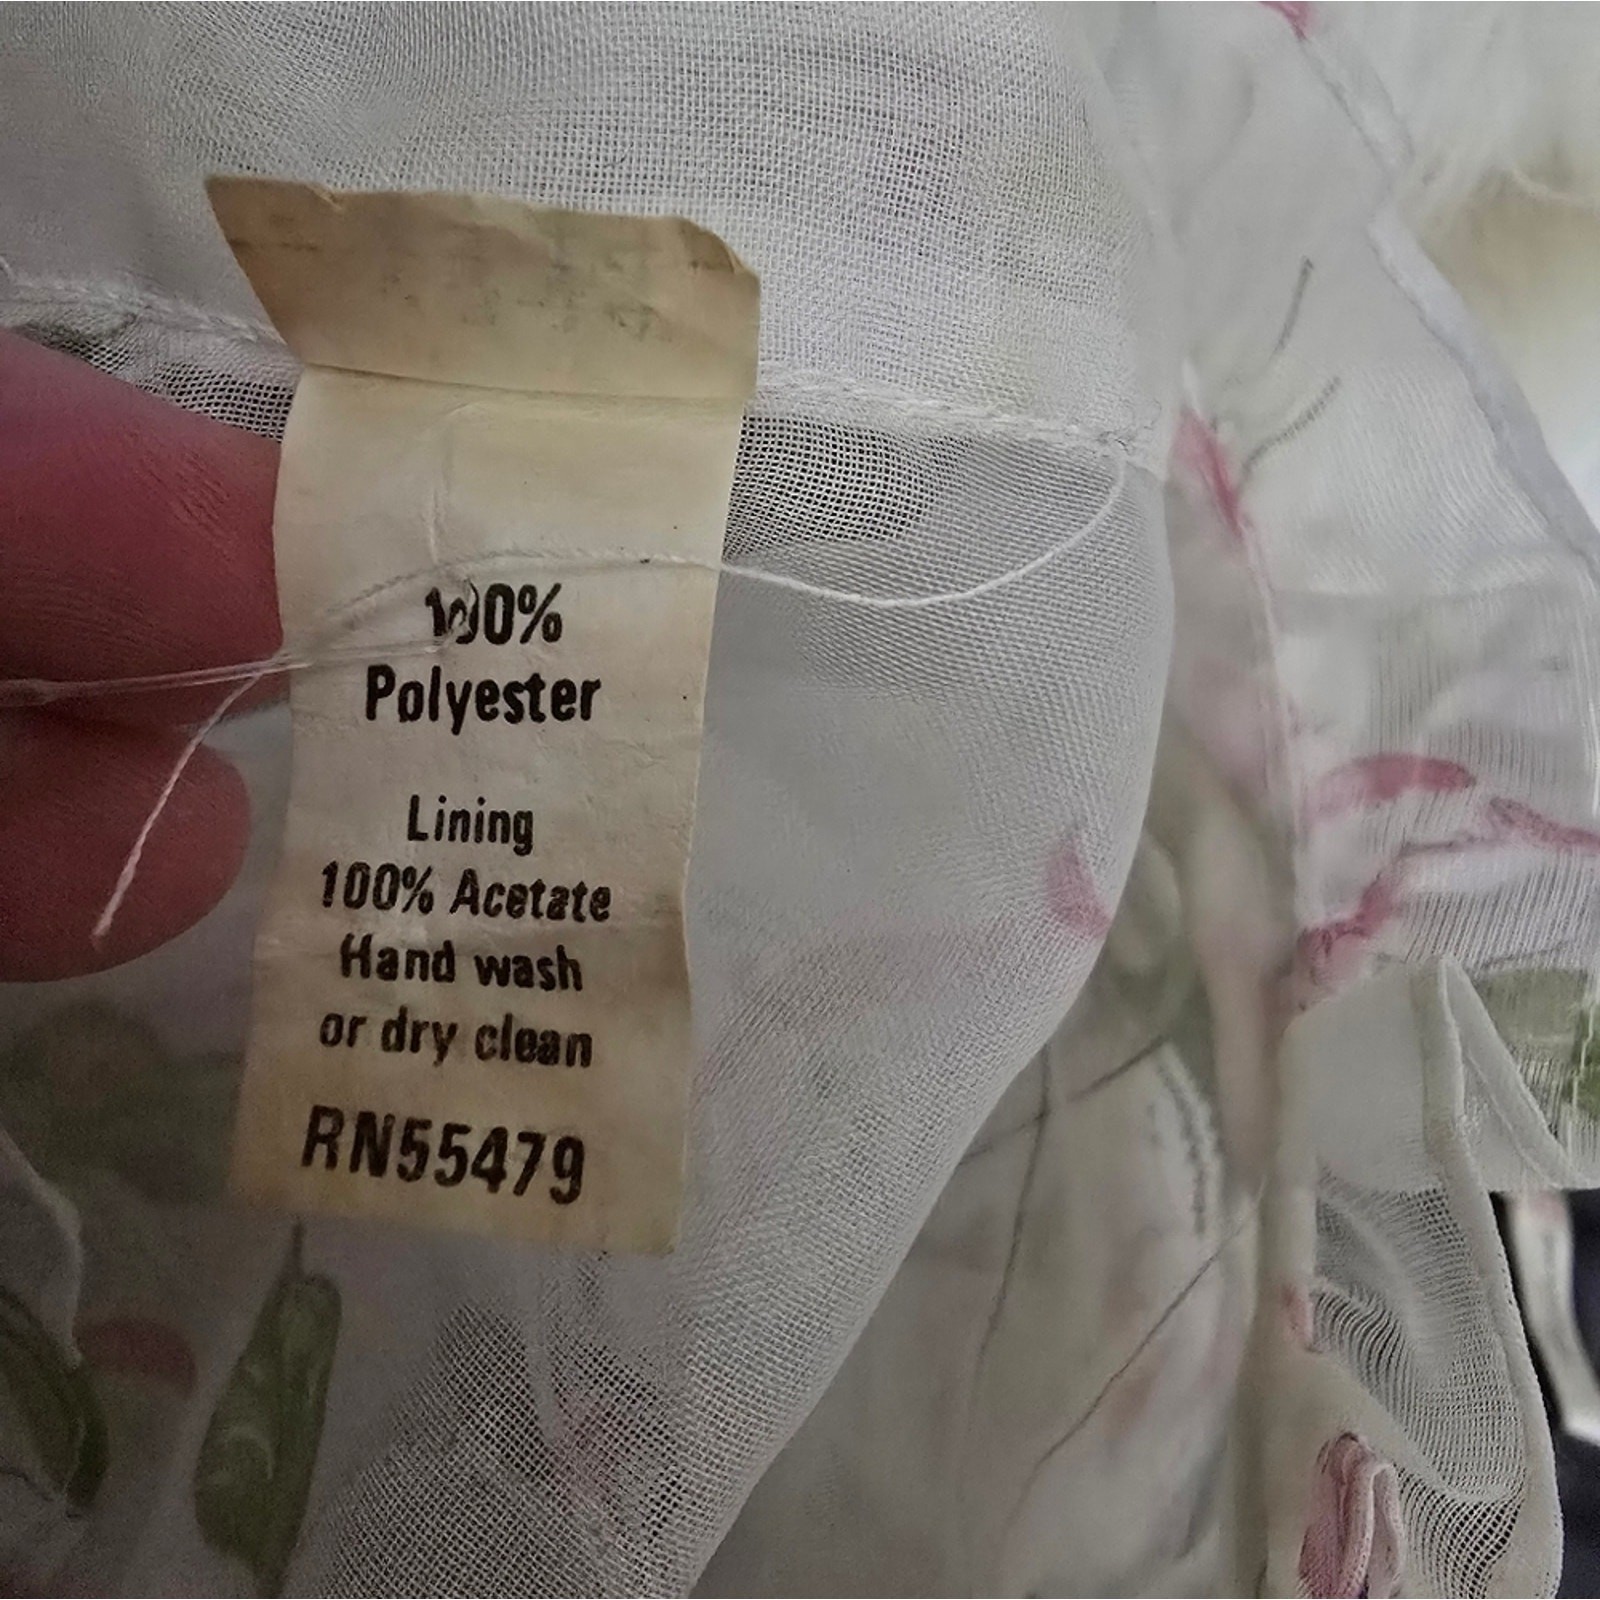 100%
Polyester
Lining
100% Acetate
Hand wash
or dry clean
RN55479